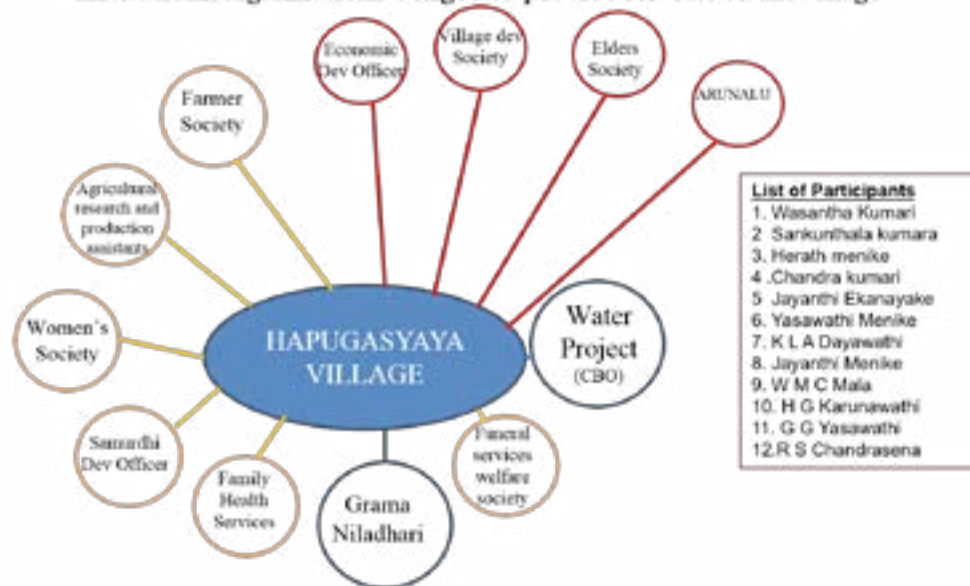 Economic
Dev Officer
Village dev
Society
Elders
Society
ARUNALU
Farmer
Society
Agricultural
research and
production
assistants
Women´s
Society
Samurdhi
Dev Officer
Family
Health
Services
Grama
Niladhari
Funeral
services
welfare
society
Water
Project
(CBO)
HAPUGASYAYA
VILLAGE
List of Participants
1. Wasantha Kumari
2 Sankunthala kumara
3. Herath menike
4 .Chandra kumari
5 Jayanthi Ekanayake
6. Yasawathi Menike
7. K L A Dayawathi
8. Jayanthi Menike
9. W M C Mala
10. H G Karunawathi
11. G G Yasawathi
12.R S Chandrasena